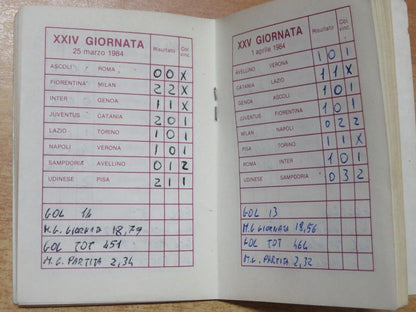 XXIV GIORNATA
25 marzo 1984
Risultato
Col. vinc.
ASCOLI ROMA 0 0 X
FIORENTINA MILAN 2 2 X
INTER GENOA 1 1 X
JUVENTUS CATANIA 2 0 1
LAZIO TORINO 1 0 1
NAPOLI VERONA 1 0 1
SAMPDORIA AVELLINO 0 1 2
UDINESE PISA 2 1 1
GOL 14
M.G. GIORNATA 18,79
GOL TOT 451
M.G. PARTITA 2,34
XXV GIORNATA
1 aprile 1984
Risultato
Col. vinc.
AVELLINO VERONA 1 0 1
CATANIA LAZIO 1 1 X
GENOA ASCOLI 1 0 1
JUVENTUS FIORENTINA 1 0 1
MILAN NAPOLI 0 2 2
PISA TORINO 1 1 X
ROMA INTER 1 0 1
UDINESE SAMPDORIA 0 3 2
GOL 13
M.G GIORNATA 18,56
GOL TOT 464
M.G. PARTITA 2,32